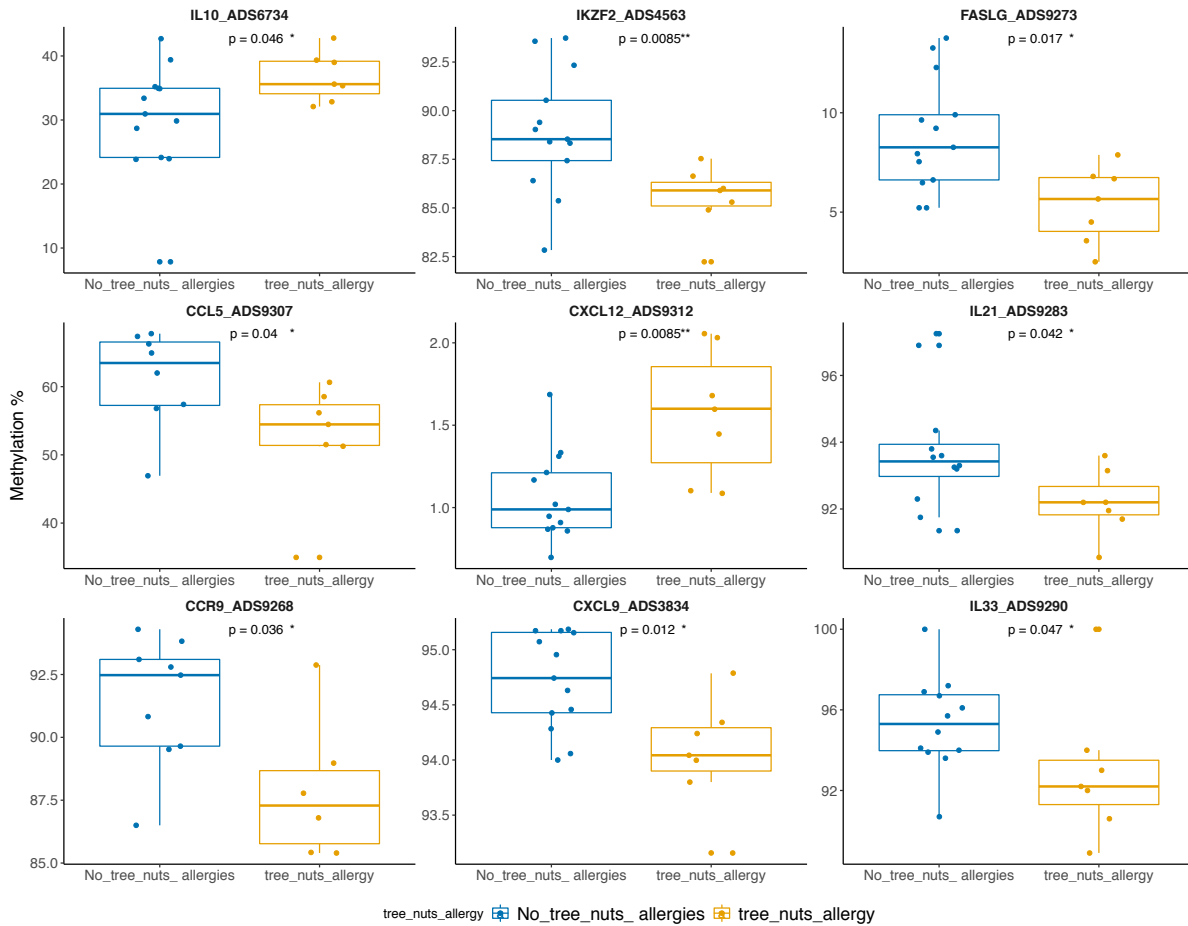 IL10_ADS6734 IKZF2_ADS4563 FASLG_ADS9273
p = 0.046 * p = 0.0085** p = 0.017 *
40
30
20
10
92.5
90.0
87.5
85.0
82.5
10
5
No_tree_nuts_ allergies tree_nuts_allergy No_tree_nuts_ allergies tree_nuts_allergy No_tree_nuts_ allergies tree_nuts_allergy
CCL5_ADS9307 CXCL12_ADS9312 IL21_ADS9283
p = 0.04 * p = 0.0085** p = 0.042 *
Methylation %
60
50
40
2.0
1.5
1.0
96
94
92
No_tree_nuts_ allergies tree_nuts_allergy No_tree_nuts_ allergies tree_nuts_allergy No_tree_nuts_ allergies tree_nuts_allergy
CCR9_ADS9268 CXCL9_ADS3834 IL33_ADS9290
p = 0.036 * p = 0.012 * p = 0.047 *
92.5
90.0
87.5
85.0
95.0
94.5
94.0
93.5
100
96
92
No_tree_nuts_ allergies tree_nuts_allergy No_tree_nuts_ allergies tree_nuts_allergy No_tree_nuts_ allergies tree_nuts_allergy
tree_nuts_allergy No_tree_nuts_ allergies tree_nuts_allergy